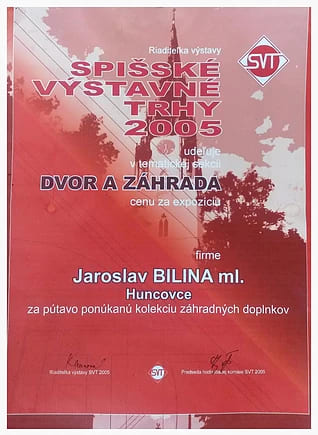 Riaditeľka výstavy
SVT
SPIŠSKÉ
VÝSTAVNÉ
TRHY
2005
udeľuje
v tematickej sekcii
DVOR A ZÁHRADA
cenu za expozíciu
firme
Jaroslav BILINA ml.
Huncovce
za pútavo ponúkanú kolekciu záhradných doplnkov
Riaditeľka výstavy SVT 2005
SVT
Predseda hodnotiacej komisie SVT 2005